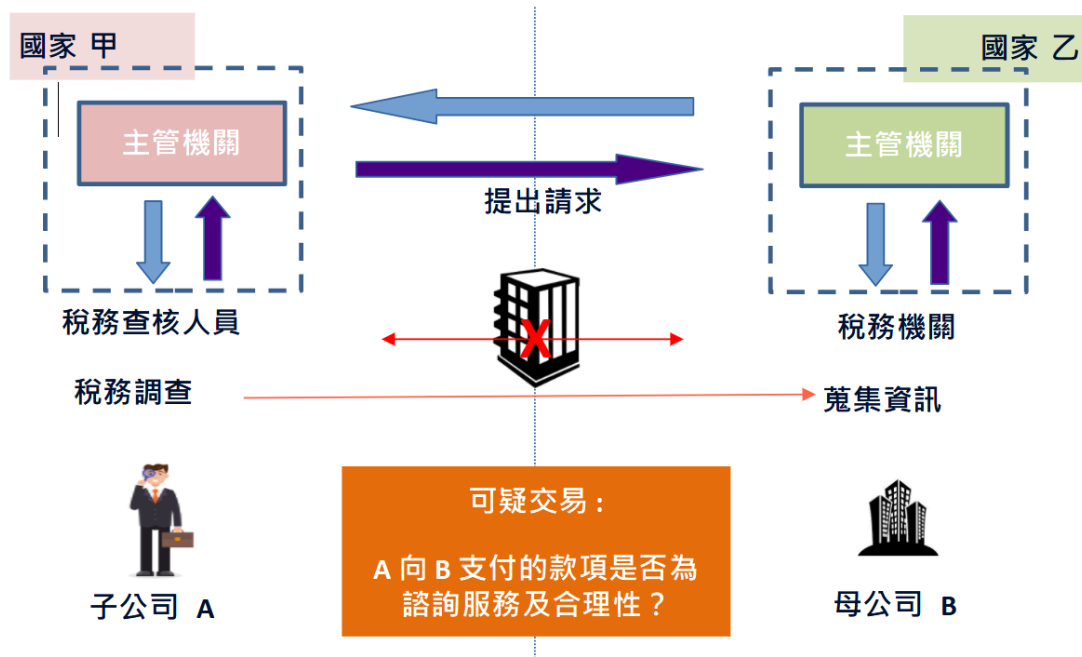 國家 甲
國家 乙
主管機關
主管機關
提出請求
稅務查核人員
稅務機關
X
稅務調查
蒐集資訊
可疑交易：
A 向 B 支付的款項是否為
諮詢服務及合理性？
子公司 A
母公司 B